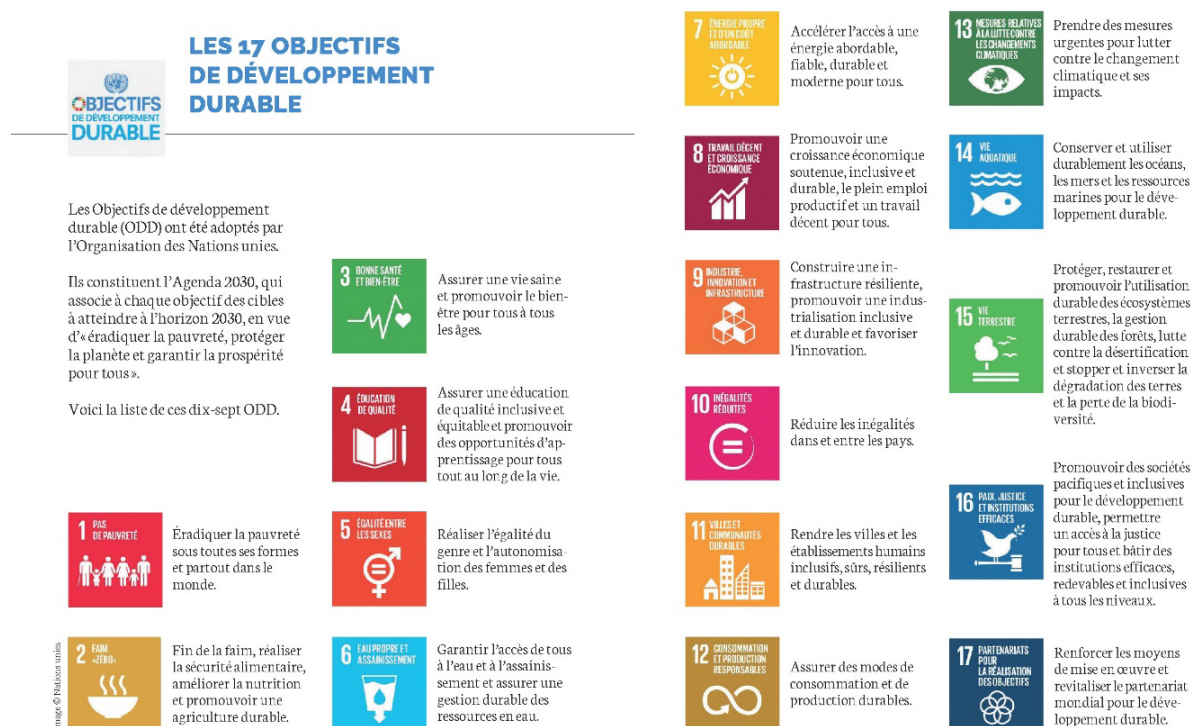 LES 17 OBJECTIFS
DE DÉVELOPPEMENT
DURABLE
OBJECTIFS
DE DÉVELOPPEMENT
DURABLE
Les Objectifs de développement
durable (ODD) ont été adoptés par
l’Organisation des Nations unies.
Ils constituent l’Agenda 2030, qui
associe à chaque objectif des cibles
à atteindre à l’horizon 2030, en vue
d’« éradiquer la pauvreté, protéger
la planète et garantir la prospérité
pour tous ».
Voici la liste de ces dix-sept ODD.
1 PAS
DE PAUVRETÉ
Éradiquer la pauvreté
sous toutes ses formes
et partout dans le
monde.
2 FAIM
«ZÉRO»
Fin de la faim, réaliser
la sécurité alimentaire,
améliorer la nutrition
et promouvoir une
agriculture durable.
Image © Nations unies
3 BONNE SANTÉ
ET BIEN-ÊTRE
Assurer une vie saine
et promouvoir le bien-
être pour tous à tous
les âges.
4 ÉDUCATION
DE QUALITÉ
Assurer une éducation
de qualité inclusive et
équitable et promouvoir
des opportunités d’ap-
prentissage pour tous
tout au long de la vie.
5 ÉGALITÉ ENTRE
LES SEXES
Réaliser l’égalité du
genre et l’autonomisa-
tion des femmes et des
filles.
6 EAU PROPRE ET
ASSAINISSEMENT
Garantir l’accès de tous
à l’eau et à l’assainis-
sement et assurer une
gestion durable des
ressources en eau.
7 ÉNERGIE PROPRE
ET D'UN COÛT
ABORDABLE
Accélérer l’accès à une
énergie abordable,
fiable, durable et
moderne pour tous.
8 TRAVAIL DÉCENT
ET CROISSANCE
ÉCONOMIQUE
Promouvoir une
croissance économique
soutenue, inclusive et
durable, le plein emploi
productif et un travail
décent pour tous.
9 INDUSTRIE,
INNOVATION ET
INFRASTRUCTURE
Construire une in-
frastructure résiliente,
promouvoir une indus-
trialisation inclusive
et durable et favoriser
l’innovation.
10 INÉGALITÉS
RÉDUITES
Réduire les inégalités
dans et entre les pays.
11 VILLES ET
COMMUNAUTÉS
DURABLES
Rendre les villes et les
établissements humains
inclusifs, sûrs, résilients
et durables.
12 CONSOMMATION
ET PRODUCTION
RESPONSABLES
Assurer des modes de
consommation et de
production durables.
13 MESURES RELATIVES
À LA LUTTE CONTRE
LES CHANGEMENTS
CLIMATIQUES
Prendre des mesures
urgentes pour lutter
contre le changement
climatique et ses
impacts.
14 VIE
AQUATIQUE
Conserver et utiliser
durablement les océans,
les mers et les ressources
marines pour le déve-
loppement durable.
15 VIE
TERRESTRE
Protéger, restaurer et
promouvoir l’utilisation
durable des écosystèmes
terrestres, la gestion
durable des forêts, lutte
contre la désertification
et stopper et inverser la
dégradation des terres
et la perte de la biodi-
versité.
16 PAIX, JUSTICE
ET INSTITUTIONS
EFFICACES
Promouvoir des sociétés
pacifiques et inclusives
pour le développement
durable, permettre
un accès à la justice
pour tous et bâtir des
institutions efficaces,
redevables et inclusives
à tous les niveaux.
17 PARTENARIATS
POUR
LA RÉALISATION
DES OBJECTIFS
Renforcer les moyens
de mise en œuvre et
revitaliser le partenariat
mondial pour le déve-
loppement durable.